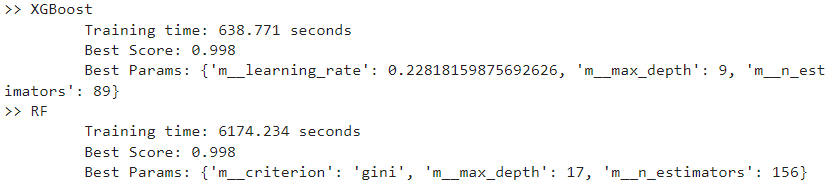 >> XGBoost
Training time: 638.771 seconds
Best Score: 0.998
Best Params: {'m__learning_rate': 0.22818159875692626, 'm__max_depth': 9, 'm__n_est
imators': 89}
>> RF
Training time: 6174.234 seconds
Best Score: 0.998
Best Params: {'m__criterion': 'gini', 'm__max_depth': 17, 'm__n_estimators': 156}